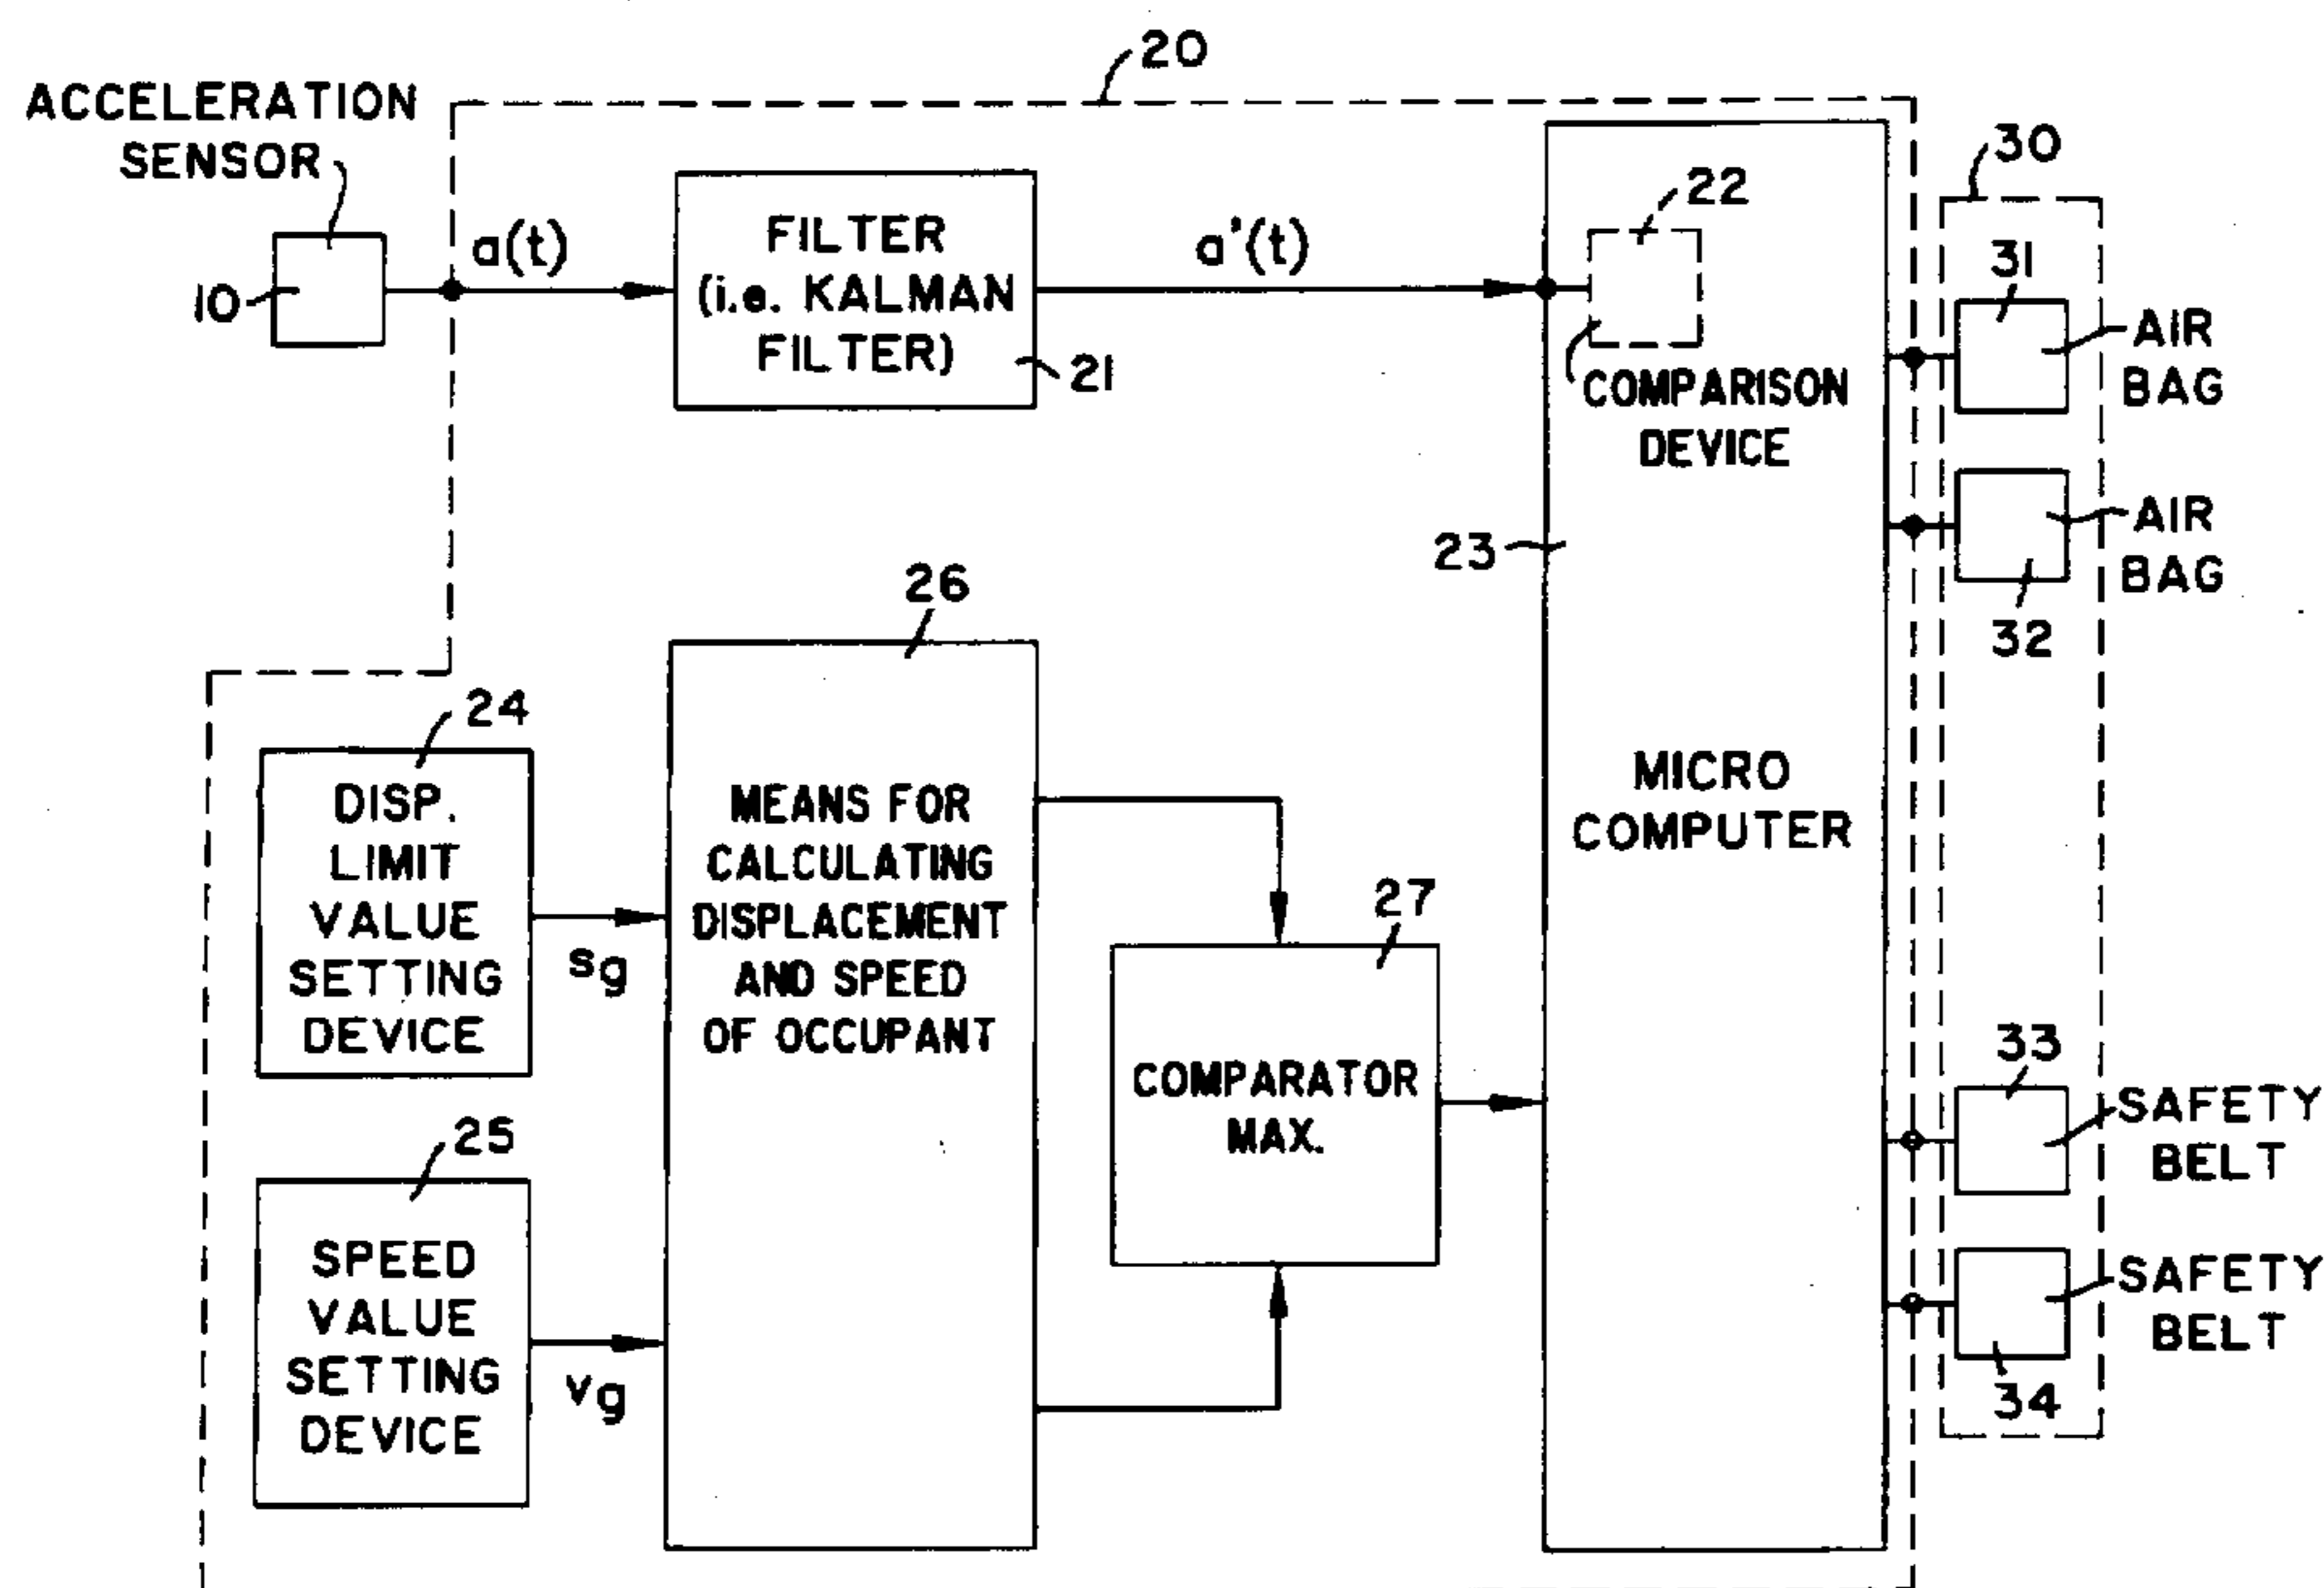 20
ACCELERATION
SENSOR
10
a(t)
FILTER
(i.e. KALMAN
FILTER)
21
a'(t)
22
COMPARISON
DEVICE
23
MICRO
COMPUTER
30
31
AIR
BAG
AIR
BAG
32
24
DISP.
LIMIT
VALUE
SETTING
DEVICE
sg
25
SPEED
VALUE
SETTING
DEVICE
vg
26
MEANS FOR
CALCULATING
DISPLACEMENT
AND SPEED
OF OCCUPANT
27
COMPARATOR
MAX.
33
SAFETY
BELT
SAFETY
BELT
34